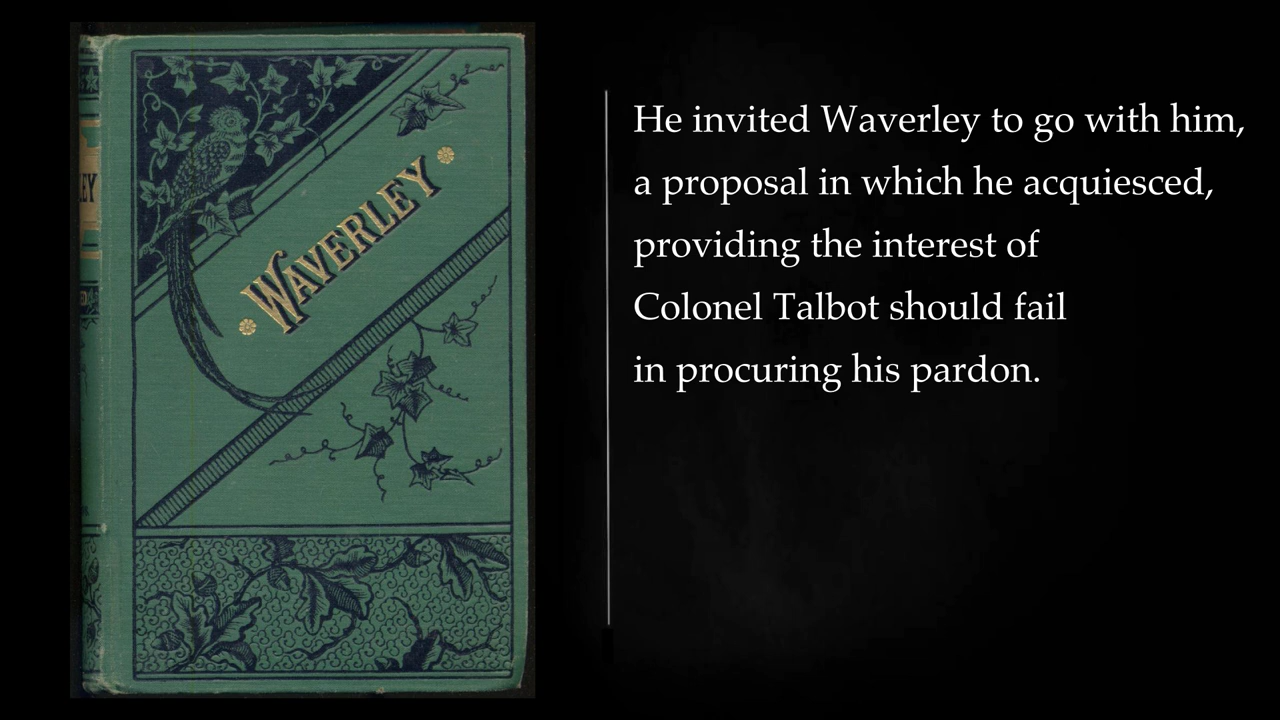 WAVERLEY
He invited Waverley to go with him,
a proposal in which he acquiesced,
providing the interest of
Colonel Talbot should fail
in procuring his pardon.